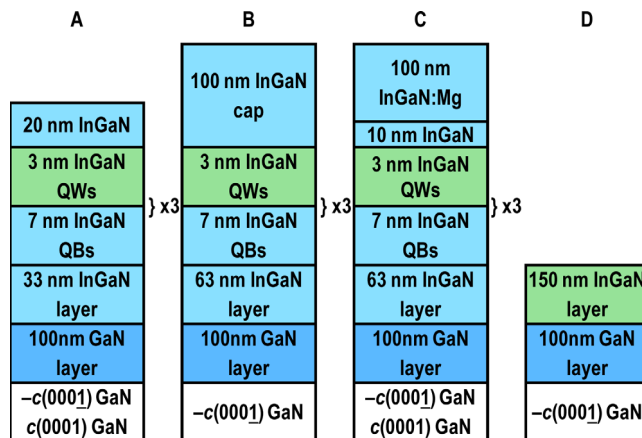 A
20 nm InGaN
3 nm InGaN
QWs
} x3
7 nm InGaN
QBs
33 nm InGaN
layer
100nm GaN
layer
–c(0001) GaN
c(0001) GaN
B
100 nm InGaN
cap
3 nm InGaN
QWs
} x3
7 nm InGaN
QBs
63 nm InGaN
layer
100nm GaN
layer
–c(0001) GaN
C
100 nm
InGaN:Mg
10 nm InGaN
3 nm InGaN
QWs
} x3
7 nm InGaN
QBs
63 nm InGaN
layer
100nm GaN
layer
–c(0001) GaN
c(0001) GaN
D
150 nm InGaN
layer
100nm GaN
layer
–c(0001) GaN